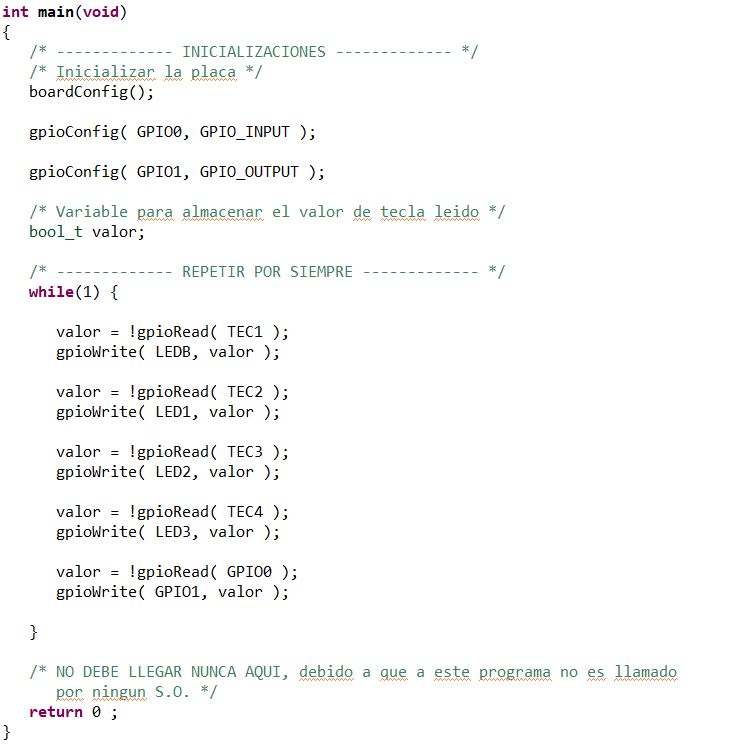 int main(void)
{
/* ------------- INICIALIZACIONES ------------- */
/* Inicializar la placa */
boardConfig();
gpioConfig( GPIO0, GPIO_INPUT );
gpioConfig( GPIO1, GPIO_OUTPUT );
/* Variable para almacenar el valor de tecla leido */
bool_t valor;
/* ------------- REPETIR POR SIEMPRE ------------- */
while(1) {
valor = !gpioRead( TEC1 );
gpioWrite( LEDB, valor );
valor = !gpioRead( TEC2 );
gpioWrite( LED1, valor );
valor = !gpioRead( TEC3 );
gpioWrite( LED2, valor );
valor = !gpioRead( TEC4 );
gpioWrite( LED3, valor );
valor = !gpioRead( GPIO0 );
gpioWrite( GPIO1, valor );
}
/* NO DEBE LLEGAR NUNCA AQUI, debido a que a este programa no es llamado
por ningun S.O. */
return 0 ;
}